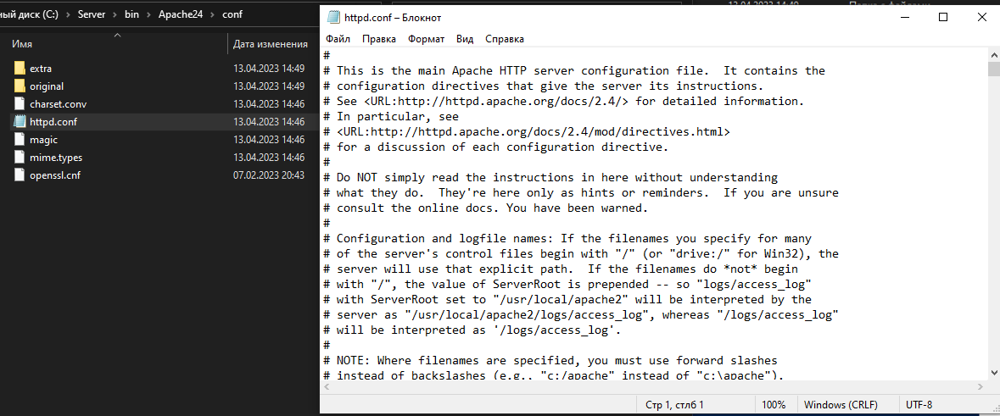 ный диск (C:) > Server > bin > Apache24 > conf
Имя Дата изменения
extra 13.04.2023 14:49
original 13.04.2023 14:49
charset.conv 13.04.2023 14:46
httpd.conf 13.04.2023 14:46
magic 13.04.2023 14:46
mime.types 13.04.2023 14:46
openssl.cnf 07.02.2023 20:43
13.04.2023 14:49 Папка с файлами
httpd.conf – Блокнот
Файл Правка Формат Вид Справка
#
# This is the main Apache HTTP server configuration file.  It contains the
# configuration directives that give the server its instructions.
# See <URL:http://httpd.apache.org/docs/2.4/> for detailed information.
# In particular, see
# <URL:http://httpd.apache.org/docs/2.4/mod/directives.html>
# for a discussion of each configuration directive.
#
# Do NOT simply read the instructions in here without understanding
# what they do.  They're here only as hints or reminders.  If you are unsure
# consult the online docs. You have been warned.
#
# Configuration and logfile names: If the filenames you specify for many
# of the server's control files begin with "/" (or "drive:/" for Win32), the
# server will use that explicit path.  If the filenames do *not* begin
# with "/", the value of ServerRoot is prepended -- so "logs/access_log"
# with ServerRoot set to "/usr/local/apache2" will be interpreted by the
# server as "/usr/local/apache2/logs/access_log", whereas "/logs/access_log"
# will be interpreted as '/logs/access_log'.
#
# NOTE: Where filenames are specified, you must use forward slashes
# instead of backslashes (e.g., "c:/apache" instead of "c:\apache").
Стр 1, стлб 1 100% Windows (CRLF) UTF-8